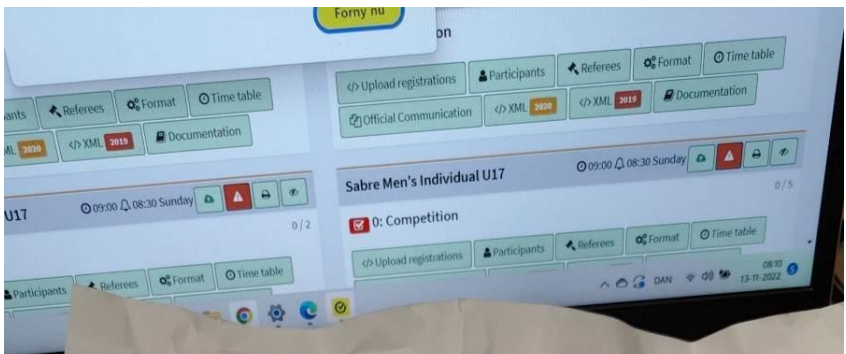 Forny nu
on
</> Upload registrations Participants Referees Format Time table
Official Communication </> XML 2020 </> XML 2019 Documentation
ants Referees Format Time table
ML 2020 </> XML 2019 Documentation
Sabre Men's Individual U17 09:00 08:30 Sunday
0/5
0: Competition
</> Upload registrations Participants Referees Format Time table
U17 09:00 08:30 Sunday
0/2
Participants Referees Format Time table
DAN 08:10
13-11-2022 5